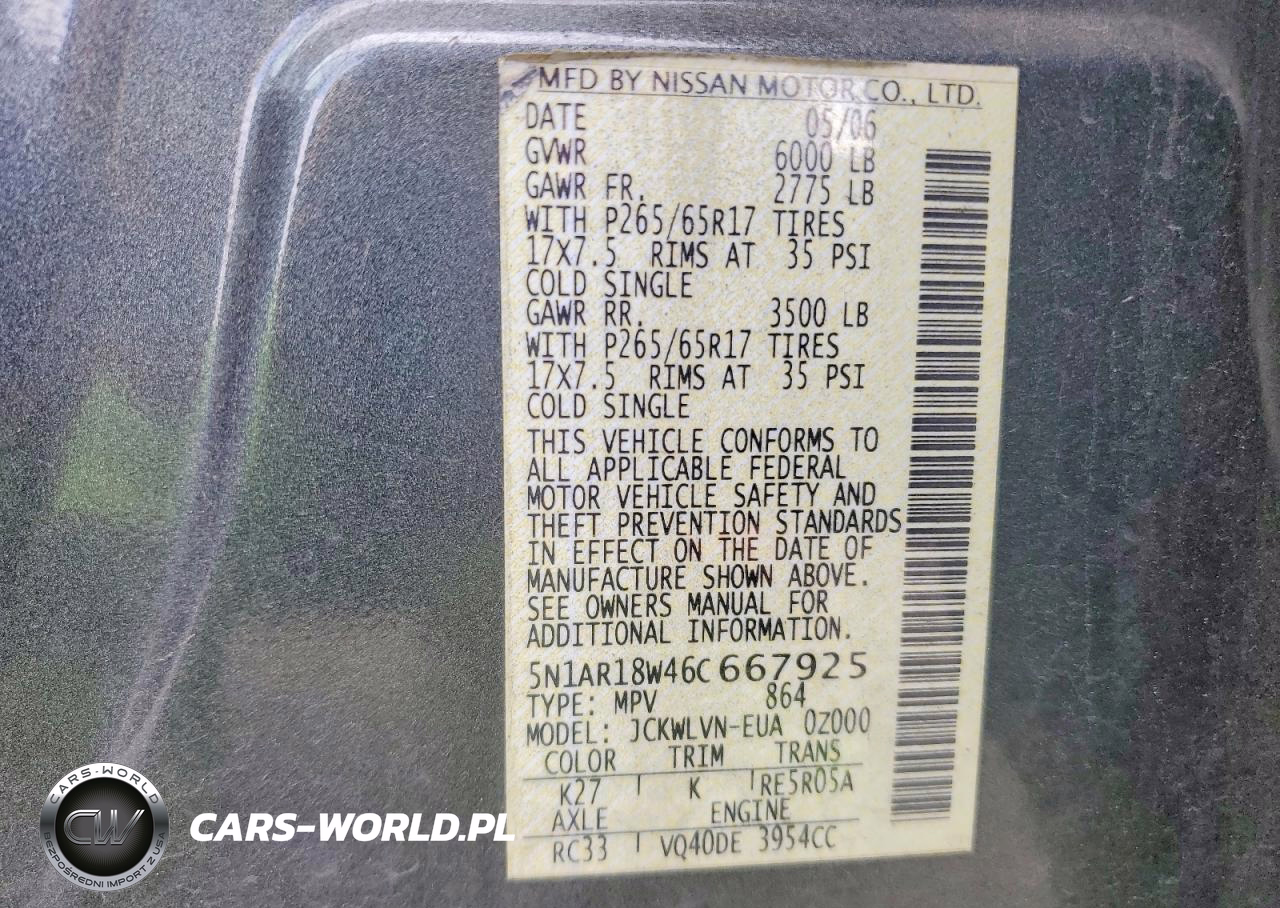 MFD BY NISSAN MOTOR CO., LTD.
DATE 05/06
GVWR 6000 LB
GAWR FR. 2775 LB
WITH P265/65R17 TIRES
17X7.5 RIMS AT 35 PSI
COLD SINGLE
GAWR RR. 3500 LB
WITH P265/65R17 TIRES
17X7.5 RIMS AT 35 PSI
COLD SINGLE
THIS VEHICLE CONFORMS TO
ALL APPLICABLE FEDERAL
MOTOR VEHICLE SAFETY AND
THEFT PREVENTION STANDARDS
IN EFFECT ON THE DATE OF
MANUFACTURE SHOWN ABOVE.
SEE OWNERS MANUAL FOR
ADDITIONAL INFORMATION.
5N1AR18W46C667925
TYPE: MPV 864
MODEL: JCKWLVN-EUA 0Z000
COLOR TRIM TRANS
K27 K RE5R05A
AXLE ENGINE
RC33 VQ40DE 3954CC
CARS-WORLD
CW
BEZPOŚREDNI IMPORT Z USA
CARS-WORLD.PL